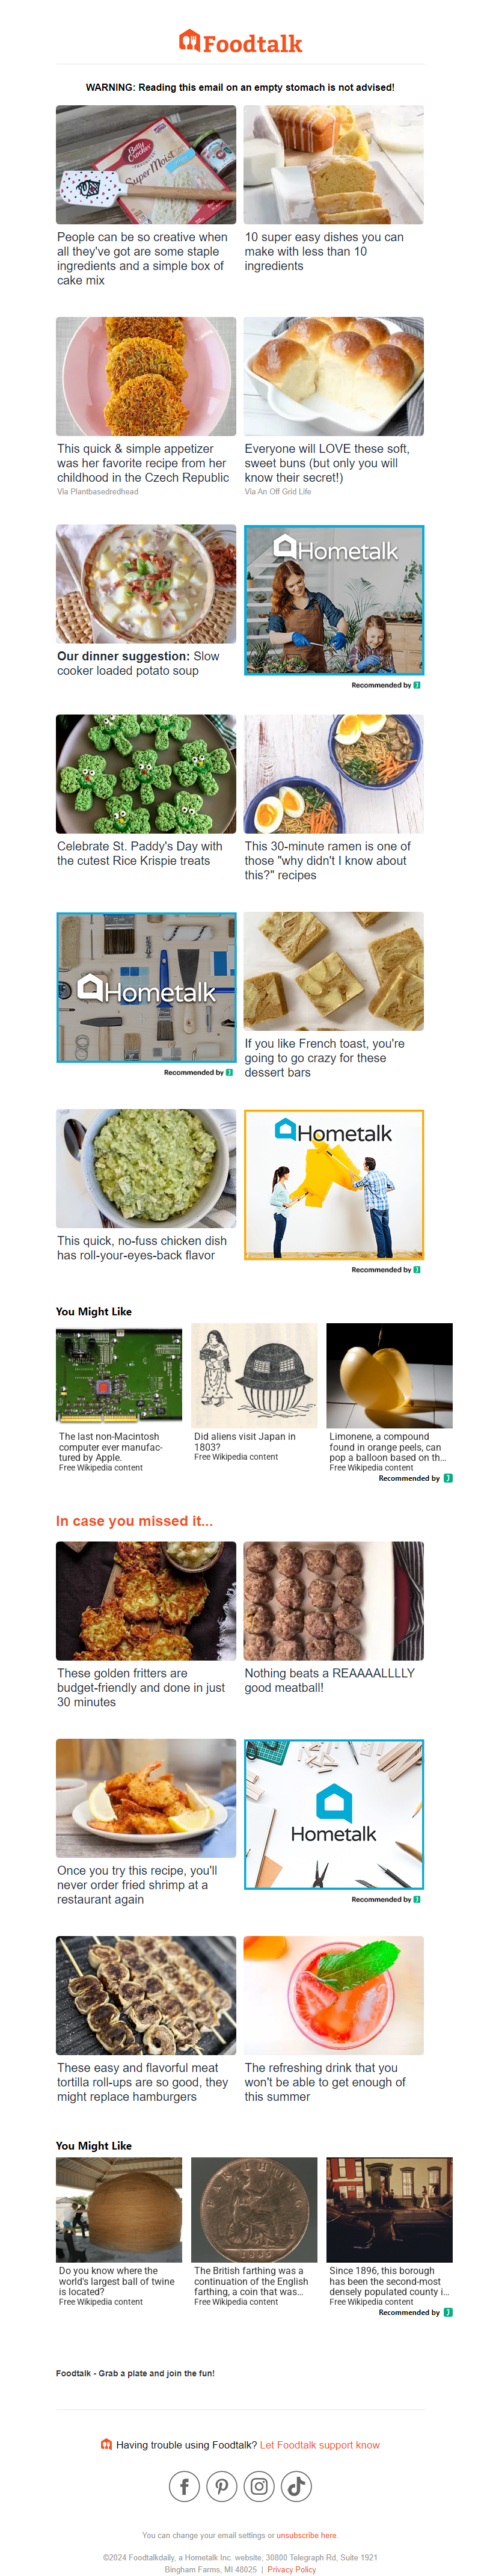 Foodtalk
WARNING: Reading this email on an empty stomach is not advised!
Betty Crocker
Super Moist
People can be so creative when
all they've got are some staple
ingredients and a simple box of
cake mix
10 super easy dishes you can
make with less than 10
ingredients
This quick & simple appetizer
was her favorite recipe from her
childhood in the Czech Republic
Via Plantbasedredhead
Everyone will LOVE these soft,
sweet buns (but only you will
know their secret!)
Via An Off Grid Life
Our dinner suggestion: Slow
cooker loaded potato soup
Hometalk
Recommended by
Celebrate St. Paddy's Day with
the cutest Rice Krispie treats
This 30-minute ramen is one of
those "why didn't I know about
this?" recipes
Hometalk
Recommended by
If you like French toast, you're
going to go crazy for these
dessert bars
This quick, no-fuss chicken dish
has roll-your-eyes-back flavor
Hometalk
Recommended by
You Might Like
The last non-Macintosh
computer ever manufac-
tured by Apple.
Free Wikipedia content
Did aliens visit Japan in
1803?
Free Wikipedia content
Limonene, a compound
found in orange peels, can
pop a balloon based on th...
Free Wikipedia content
Recommended by
In case you missed it...
These golden fritters are
budget-friendly and done in just
30 minutes
Nothing beats a REAAAALLLLY
good meatball!
Once you try this recipe, you'll
never order fried shrimp at a
restaurant again
Hometalk
Recommended by
These easy and flavorful meat
tortilla roll-ups are so good, they
might replace hamburgers
The refreshing drink that you
won't be able to get enough of
this summer
You Might Like
Do you know where the
world's largest ball of twine
is located?
Free Wikipedia content
FARTHING
The British farthing was a
continuation of the English
farthing, a coin that was...
Free Wikipedia content
Since 1896, this borough
has been the second-most
densely populated county i...
Free Wikipedia content
Recommended by
Foodtalk - Grab a plate and join the fun!
Having trouble using Foodtalk? Let Foodtalk support know
You can change your email settings or unsubscribe here.
©2024 Foodtalkdaily, a Hometalk Inc. website, 30800 Telegraph Rd, Suite 1921
Bingham Farms, MI 48025 | Privacy Policy